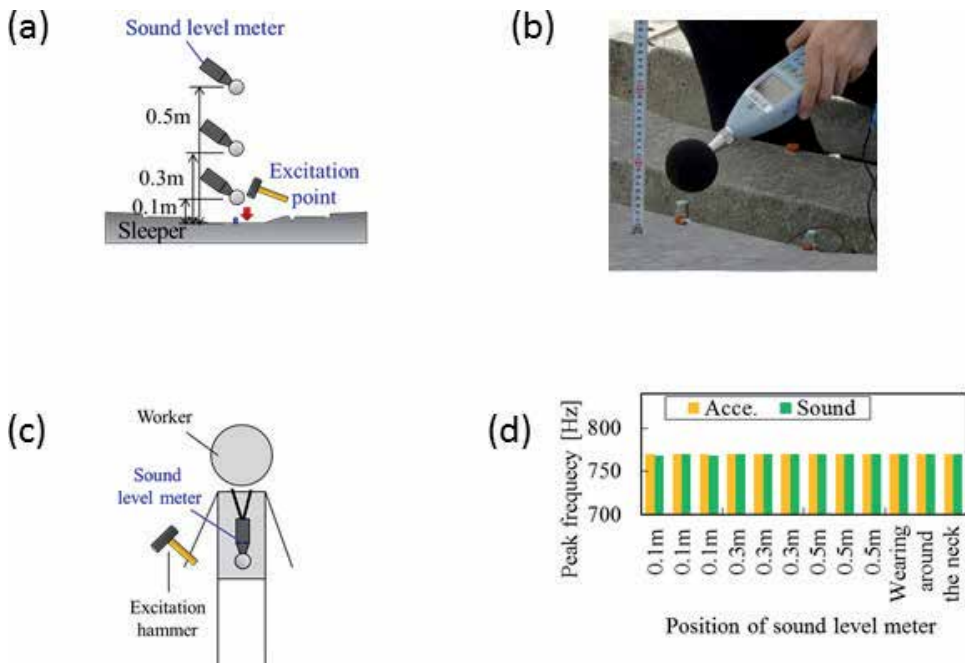 (a)
Sound level meter
0.5m
0.3m
0.1m
Excitation
point
Sleeper
(b)
(c)
Worker
Sound
level meter
Excitation
hammer
(d)
Acce. Sound
Peak frequecy [Hz]
800
750
700
0.1m
0.1m
0.1m
0.3m
0.3m
0.3m
0.5m
0.5m
0.5m
Wearing
around
the neck
Position of sound level meter